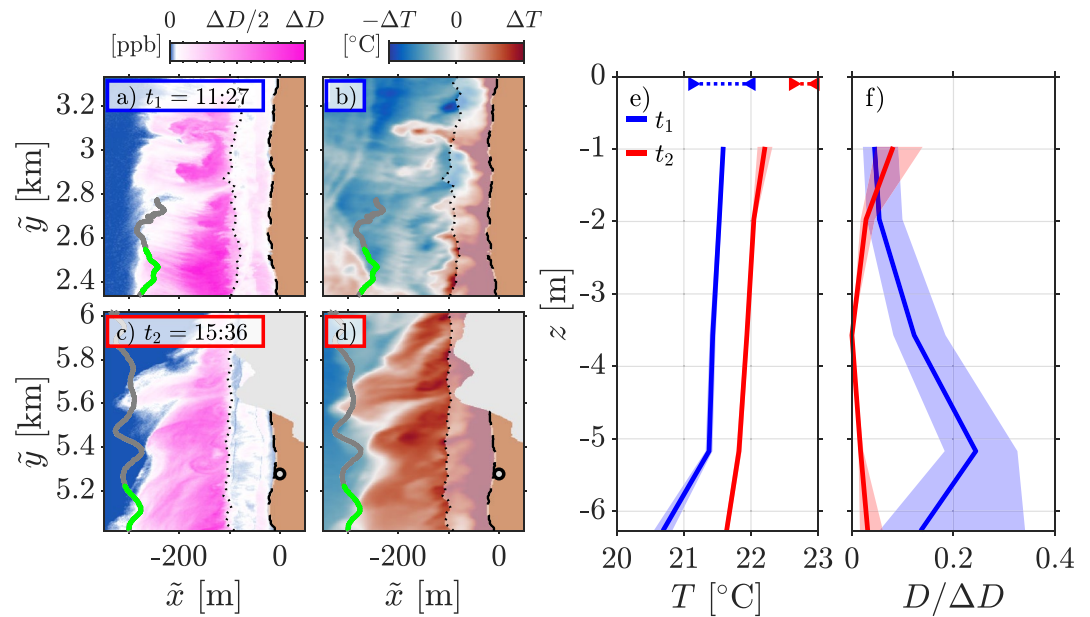 0 ΔD/2 ΔD
[ppb]
−ΔT 0 ΔT
[°C]
a) t₁ = 11:27
b)
3.2
3
2.8
2.6
2.4
ỹ [km]
c) t₂ = 15:36
d)
6
5.8
5.6
5.4
5.2
ỹ [km]
-200 0
x̃ [m]
-200 0
x̃ [m]
e)
t₁
t₂
0
-1
-2
-3
-4
-5
-6
z [m]
20 21 22 23
T [°C]
f)
0 0.2 0.4
D/ΔD